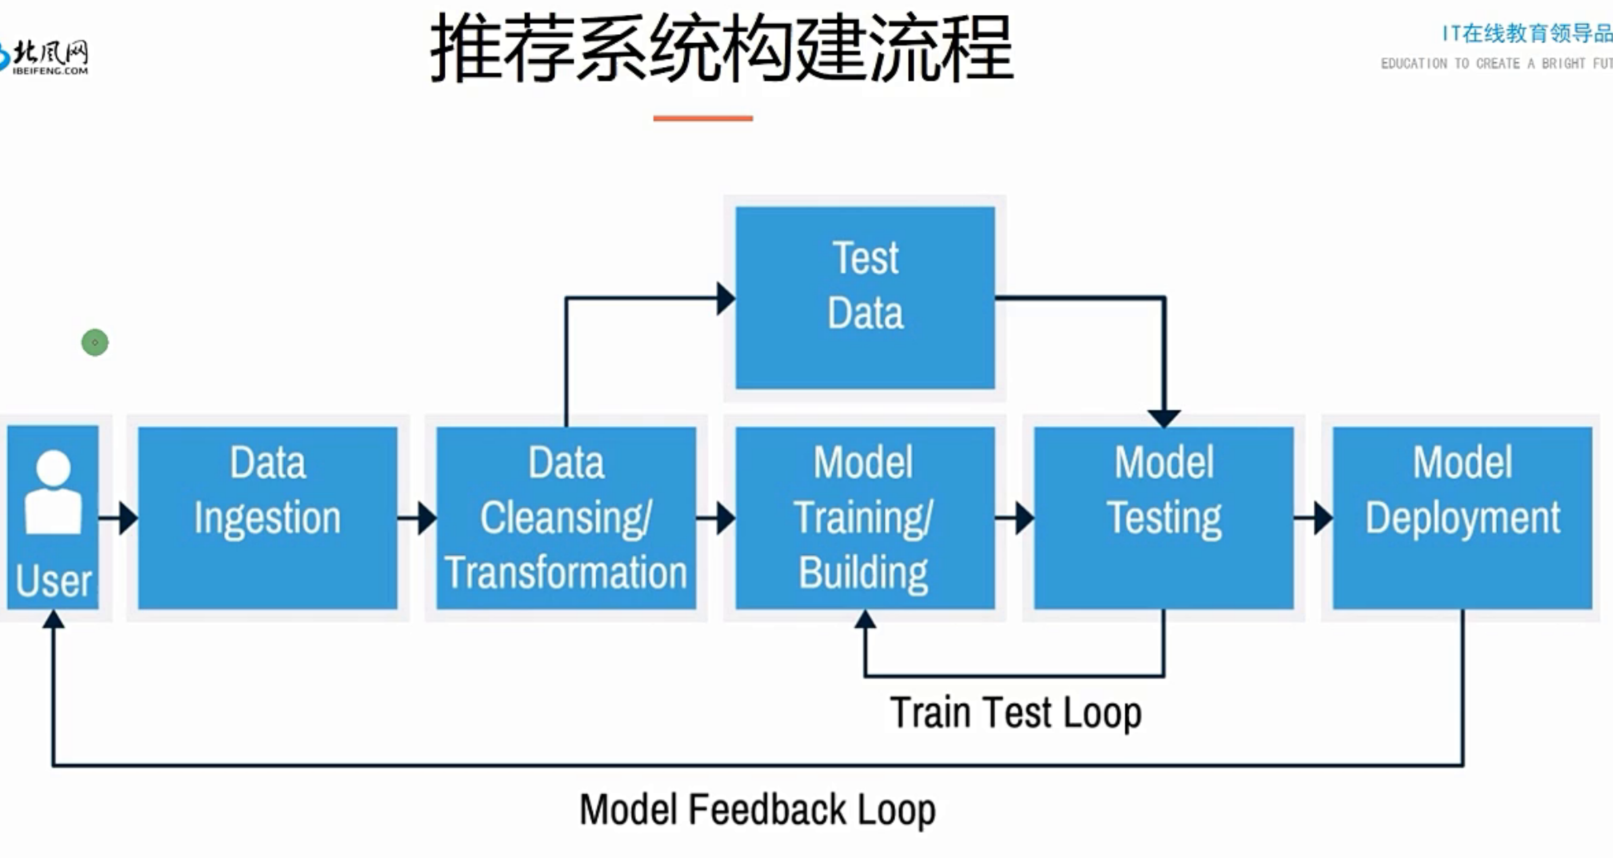 北风网
IBEIFENG.COM
推荐系统构建流程
IT在线教育领导品
EDUCATION TO CREATE A BRIGHT FUT
Test
Data
User
Data
Ingestion
Data
Cleansing/
Transformation
Model
Training/
Building
Model
Testing
Model
Deployment
Train Test Loop
Model Feedback Loop